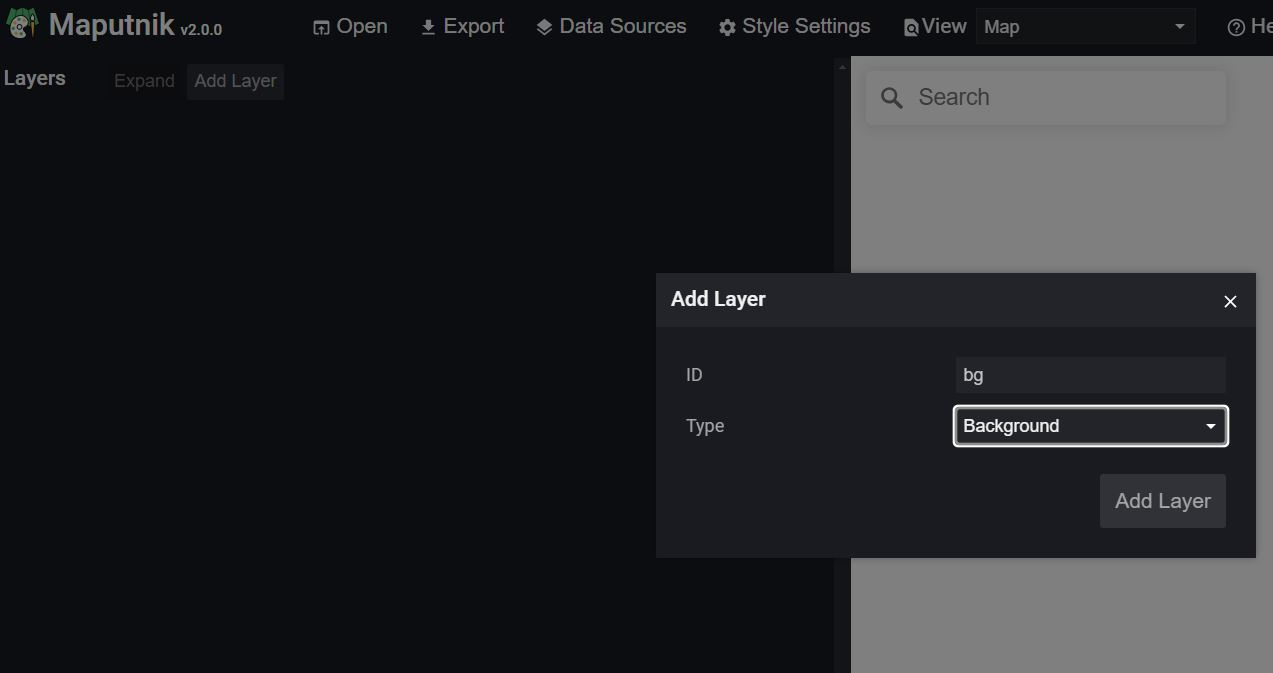 Maputnik v2.0.0 Open Export Data Sources Style Settings View Map He
Layers Expand Add Layer
Search
Add Layer
ID bg
Type Background
Add Layer